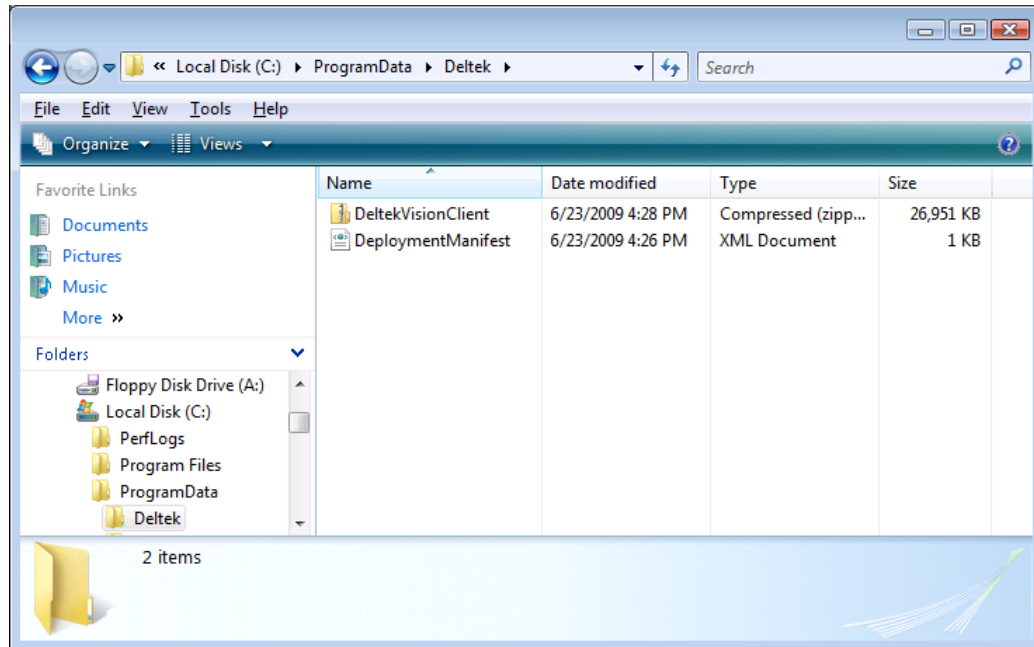 « Local Disk (C:) ▸ ProgramData ▸ Deltek ▸ Search
File Edit View Tools Help
Organize Views
Favorite Links
Documents
Pictures
Music
More »
Folders
Floppy Disk Drive (A:)
Local Disk (C:)
PerfLogs
Program Files
ProgramData
Deltek
Name Date modified Type Size
DeltekVisionClient 6/23/2009 4:28 PM Compressed (zipp... 26,951 KB
DeploymentManifest 6/23/2009 4:26 PM XML Document 1 KB
2 items